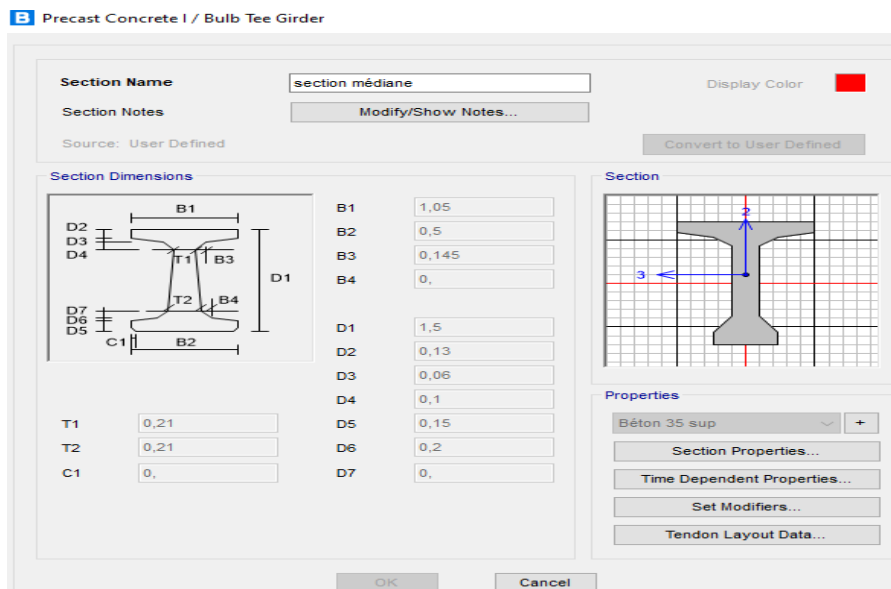 B Precast Concrete I / Bulb Tee Girder
Section Name section médiane Display Color
Section Notes Modify/Show Notes...
Source: User Defined Convert to User Defined
Section Dimensions
B1
D2
D3
D4
T1
B3
D1
T2
B4
D7
D6
D5
C1
B2
B1 1,05
B2 0,5
B3 0,145
B4 0,
D1 1,5
D2 0,13
D3 0,06
D4 0,1
T1 0,21 D5 0,15
T2 0,21 D6 0,2
C1 0, D7 0,
Section
2
3
Properties
Béton 35 sup +
Section Properties...
Time Dependent Properties...
Set Modifiers...
Tendon Layout Data...
OK Cancel